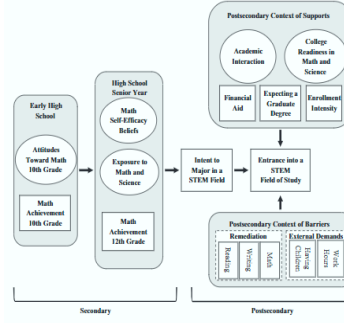 Postsecondary Context of Supports
Academic
Interaction
College
Readiness in
Math and
Science
Financial
Aid
Expecting a
Graduate
Degree
Enrollment
Intensity
High School
Senior Year
Math
Self-Efficacy
Beliefs
Early High
School
Attitudes
Toward Math
10th Grade
Exposure to
Math and
Science
Intent to
Major in a
STEM Field
Entrance into a
STEM
Field of Study
Math
Achievement
10th Grade
Math
Achievement
12th Grade
Postsecondary Context of Barriers
Remediation
External Demands
Reading
Writing
Math
Having
Children
Work
Hours
Secondary
Postsecondary